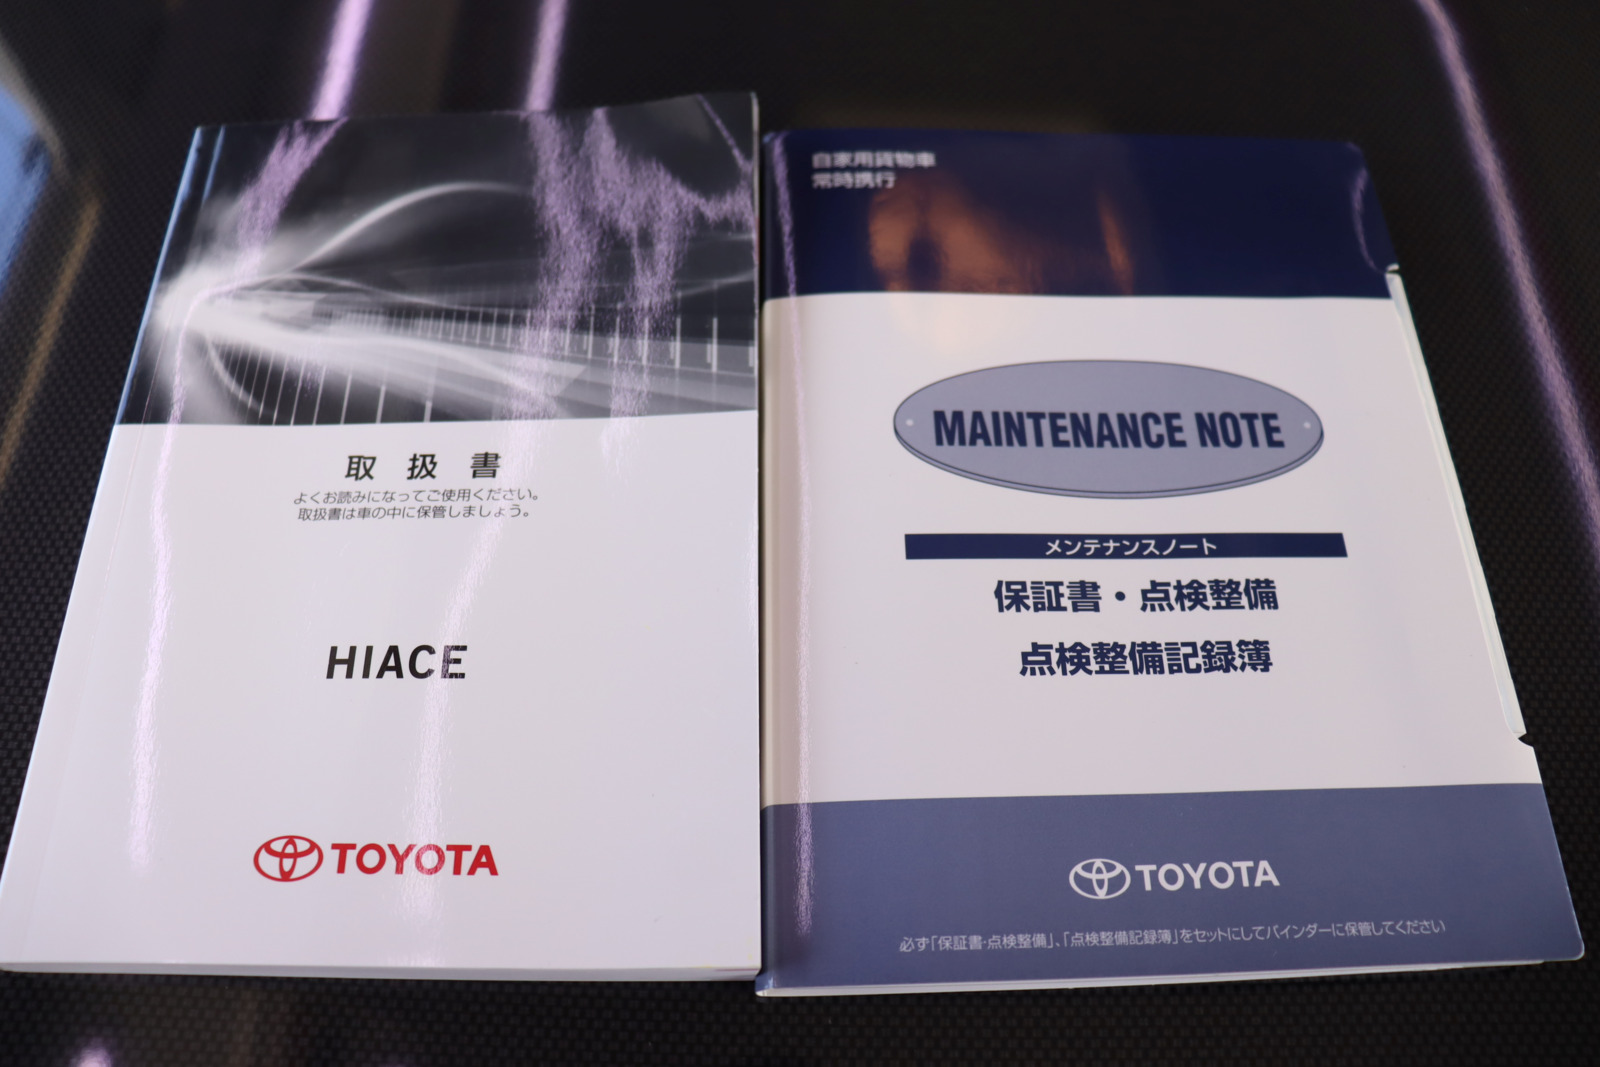 取扱書
よくお読みになってご使用ください。
取扱書は車の中に保管しましょう。
HIACE
TOYOTA
自家用貨物車
常時携行
MAINTENANCE NOTE
メンテナンスノート
保証書・点検整備
点検整備記録簿
TOYOTA
必ず「保証書・点検整備」、「点検整備記録簿」をセットにしてバインダーに保管してください